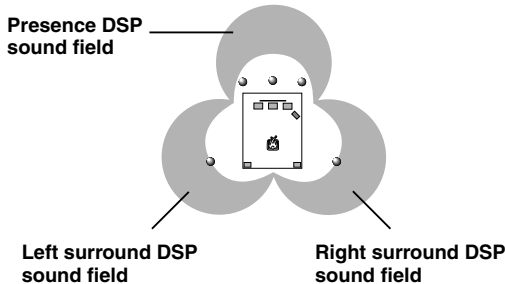 Presence DSP
sound field
Left surround DSP
sound field
Right surround DSP
sound field